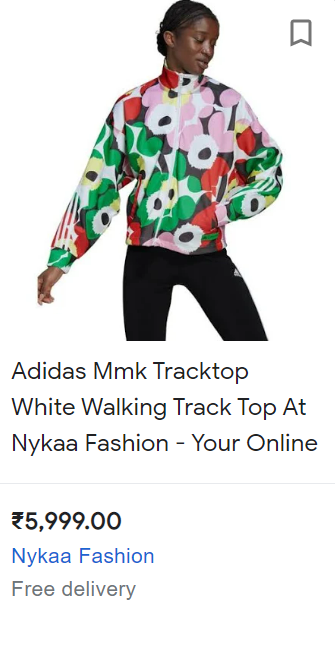 Adidas Mmk Tracktop
White Walking Track Top At
Nykaa Fashion - Your Online
₹5,999.00
Nykaa Fashion
Free delivery